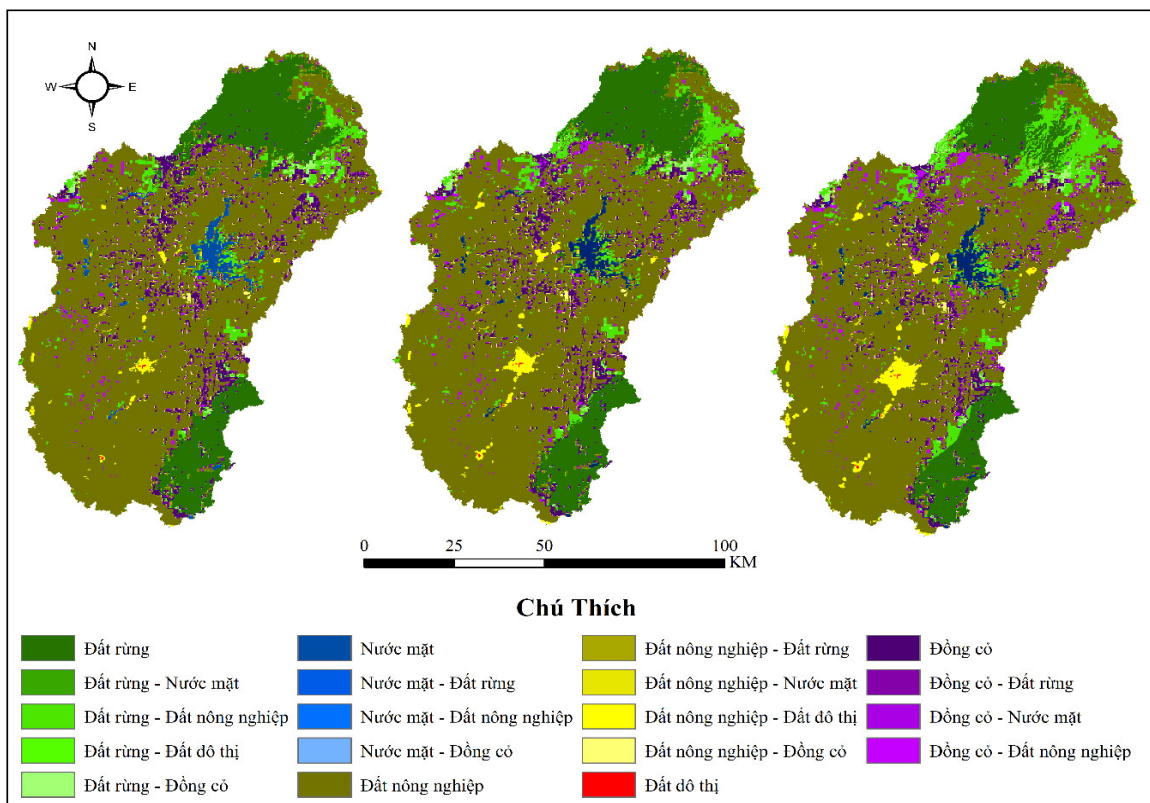 N
W E
S
0 25 50 100
KM
Chú Thích
Đất rừng
Đất rừng - Nước mặt
Đất rừng - Đất nông nghiệp
Đất rừng - Đất đô thị
Đất rừng - Đồng cỏ
Nước mặt
Nước mặt - Đất rừng
Nước mặt - Đất nông nghiệp
Nước mặt - Đồng cỏ
Đất nông nghiệp
Đất nông nghiệp - Đất rừng
Đất nông nghiệp - Nước mặt
Đất nông nghiệp - Đất đô thị
Đất nông nghiệp - Đồng cỏ
Đất đô thị
Đồng cỏ
Đồng cỏ - Đất rừng
Đồng cỏ - Nước mặt
Đồng cỏ - Đất nông nghiệp